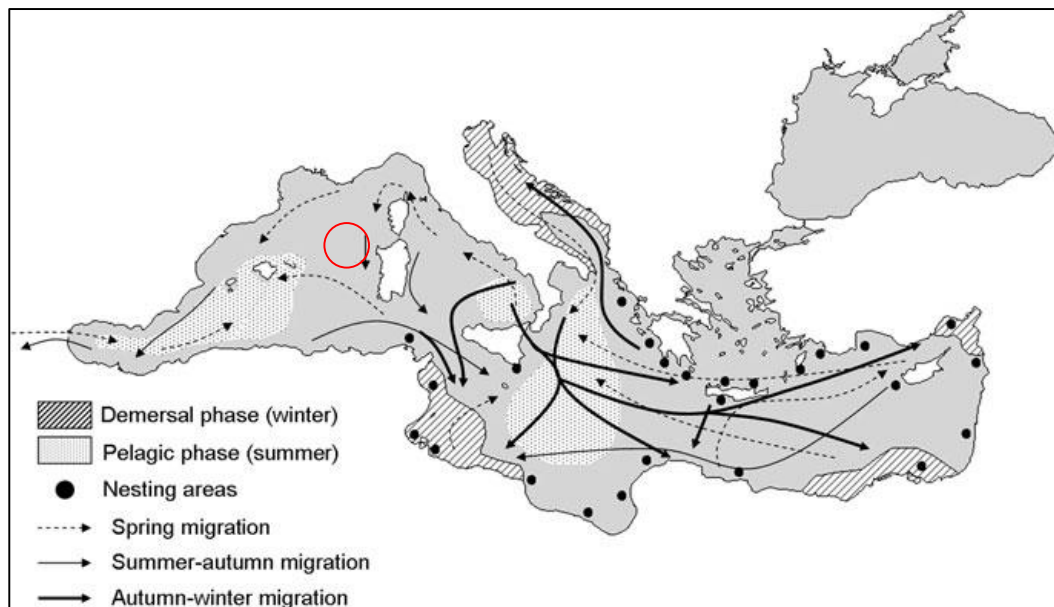 Demersal phase (winter)
Pelagic phase (summer)
Nesting areas
Spring migration
Summer-autumn migration
Autumn-winter migration